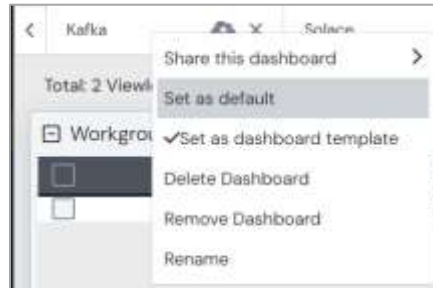 Kafka Solace
Share this dashboard
Total: 2 Viewl
Set as default
Workgrou
✓Set as dashboard template
Delete Dashboard
Remove Dashboard
Rename